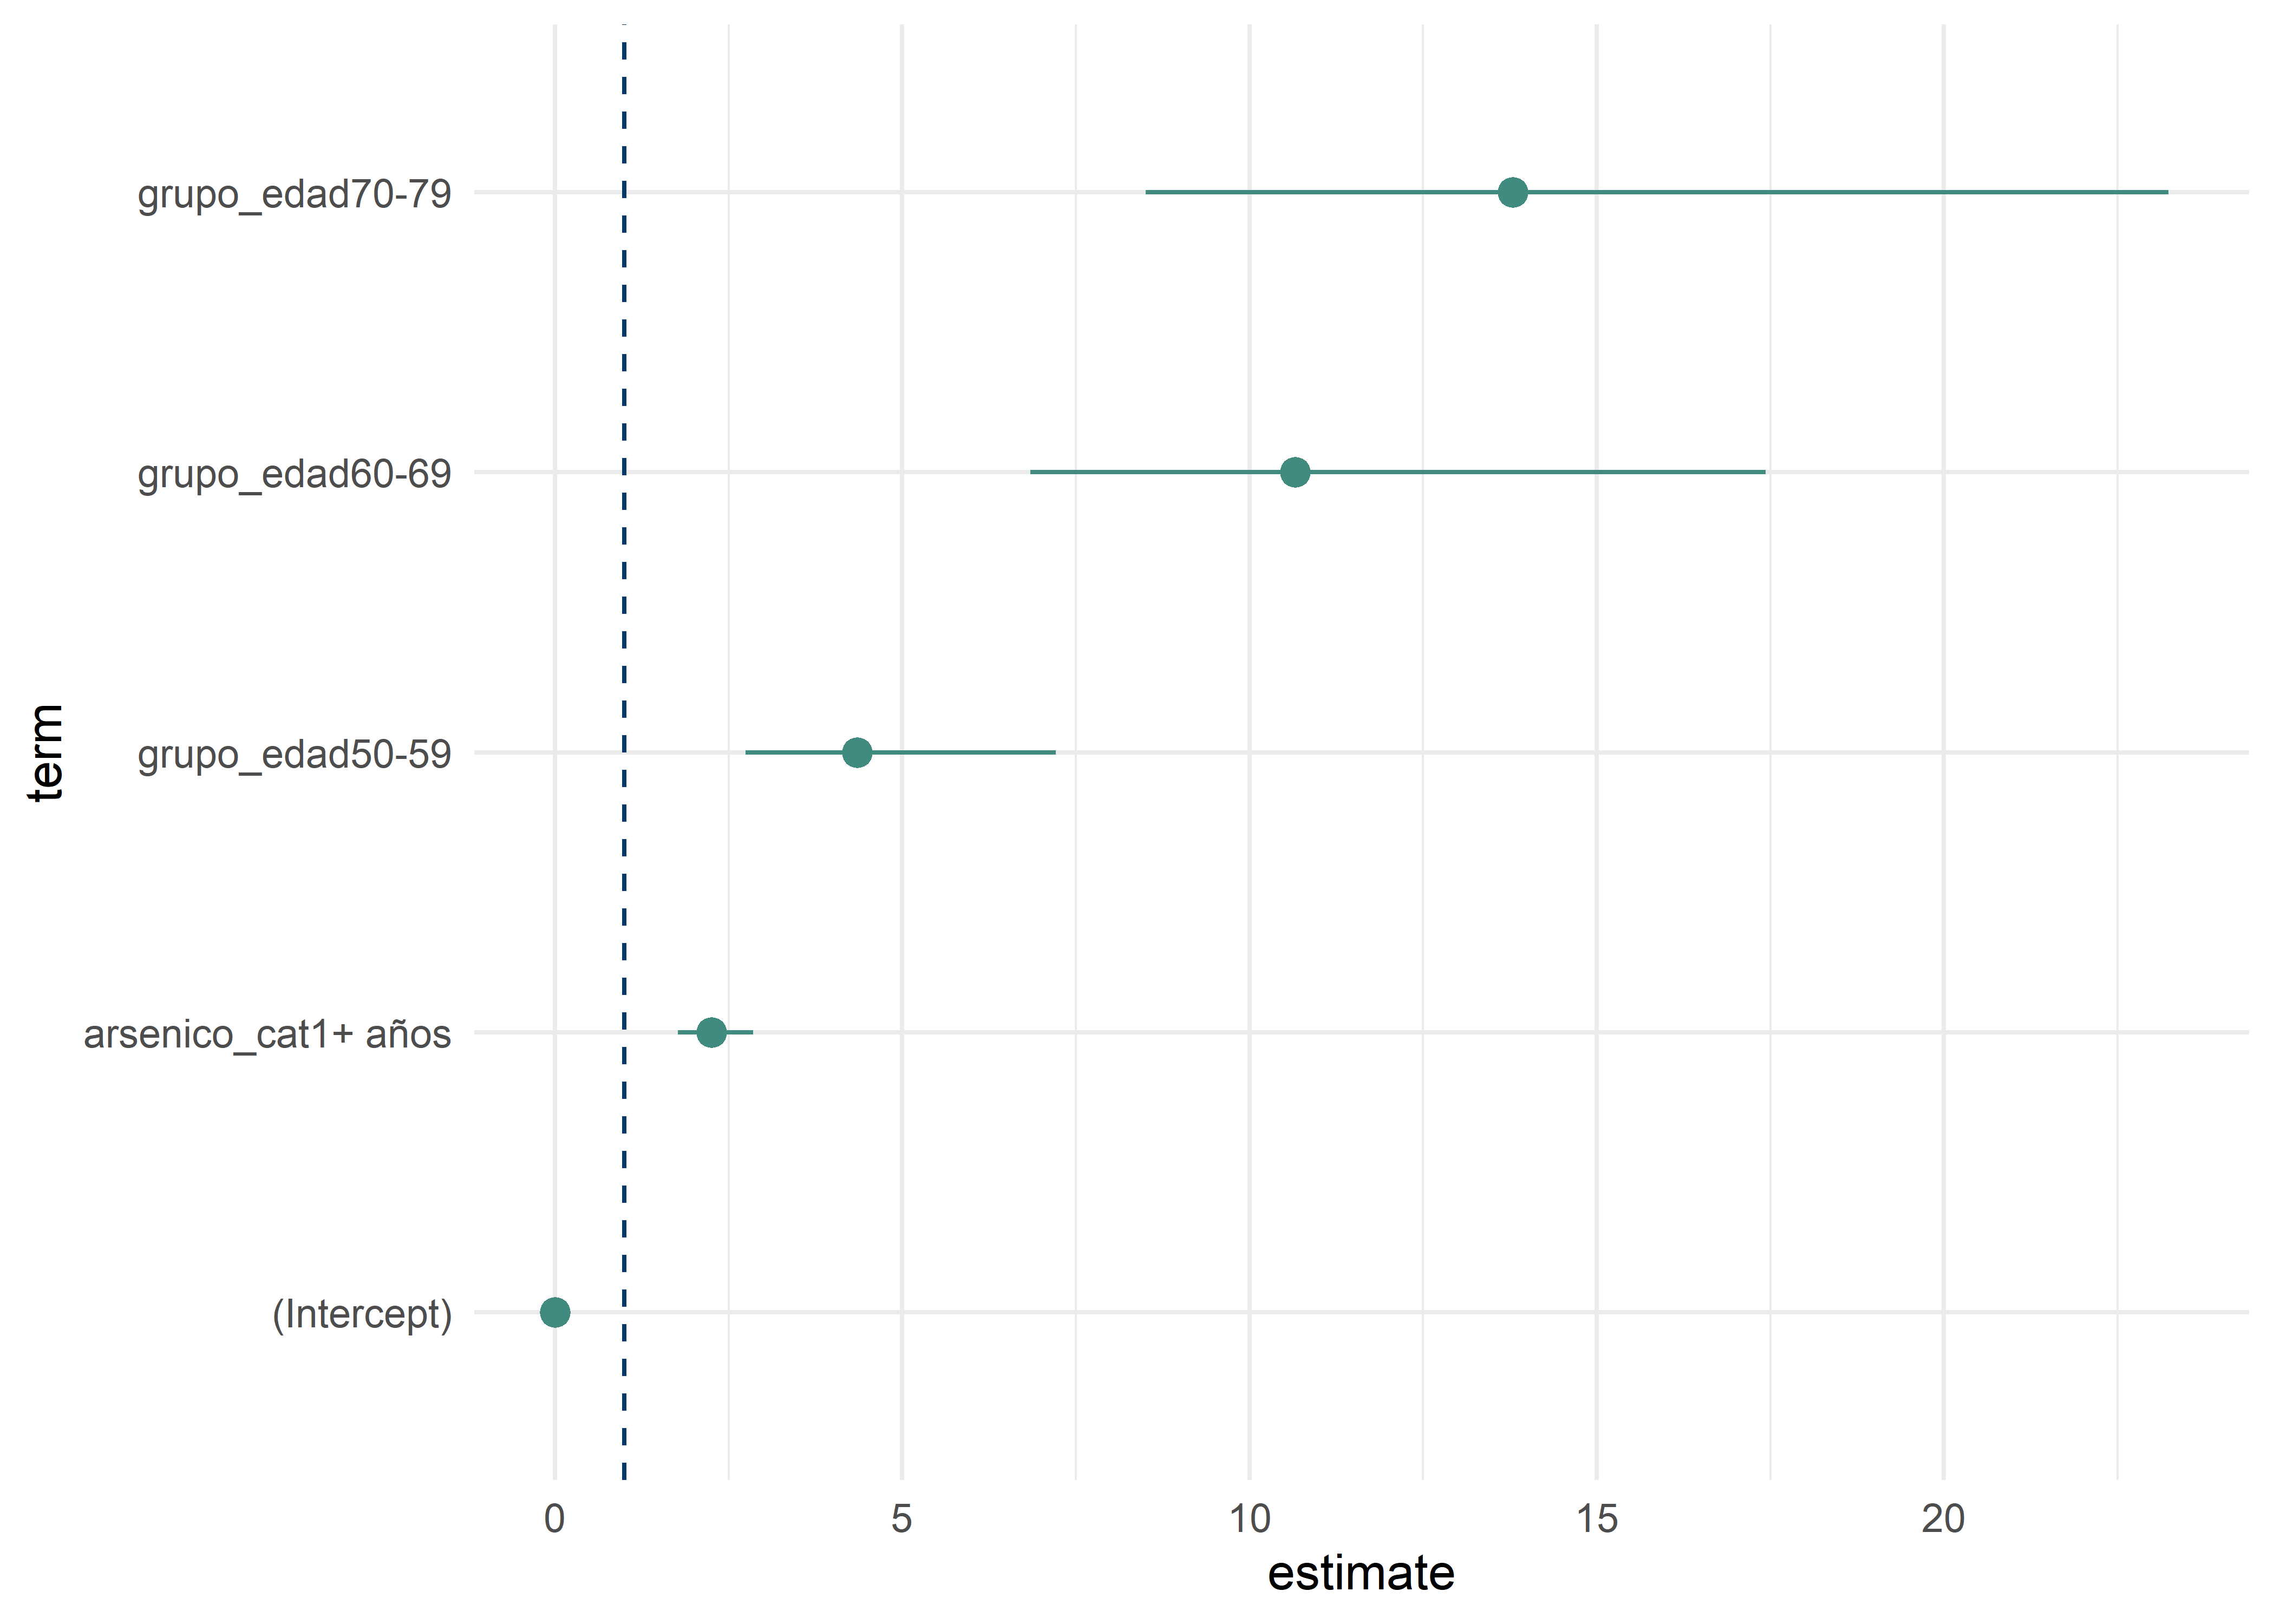 grupo_edad70-79
grupo_edad60-69
grupo_edad50-59
arsenico_cat1+ años
(Intercept)
term
0 5 10 15 20
estimate